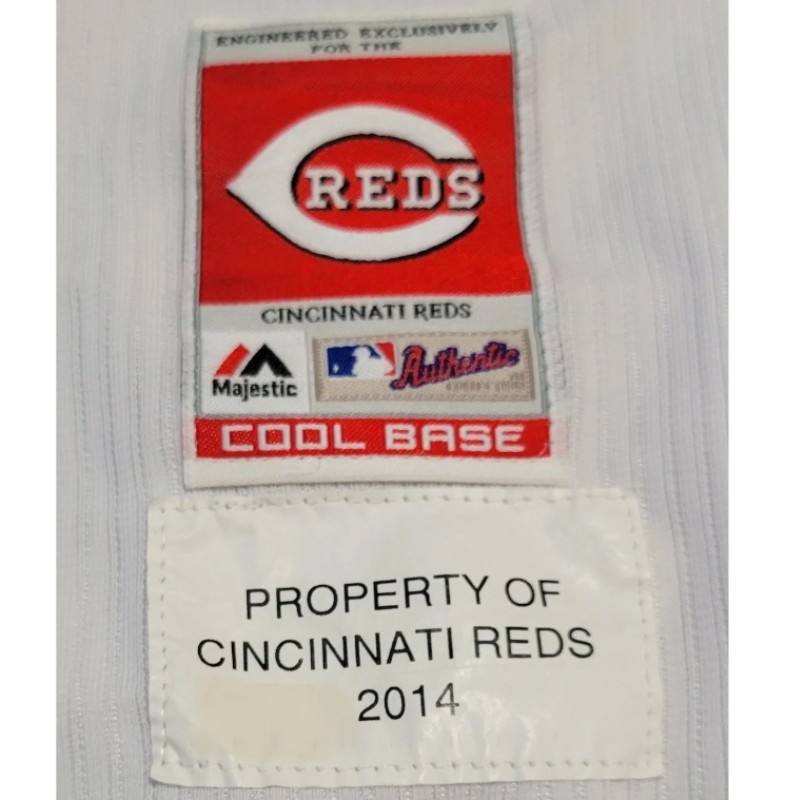 ENGINEERED EXCLUSIVELY
FOR THE
REDS
CINCINNATI REDS
Majestic
Authentic
COOL BASE
PROPERTY OF
CINCINNATI REDS
2014